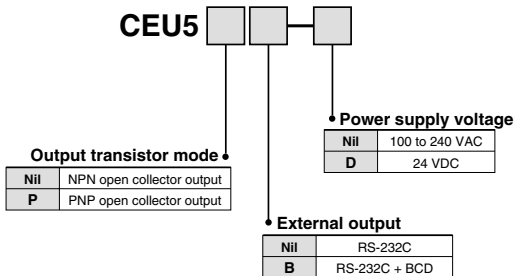 CEU5 –
Power supply voltage
Nil 100 to 240 VAC
D 24 VDC
Output transistor mode
Nil NPN open collector output
P PNP open collector output
External output
Nil RS-232C
B RS-232C + BCD